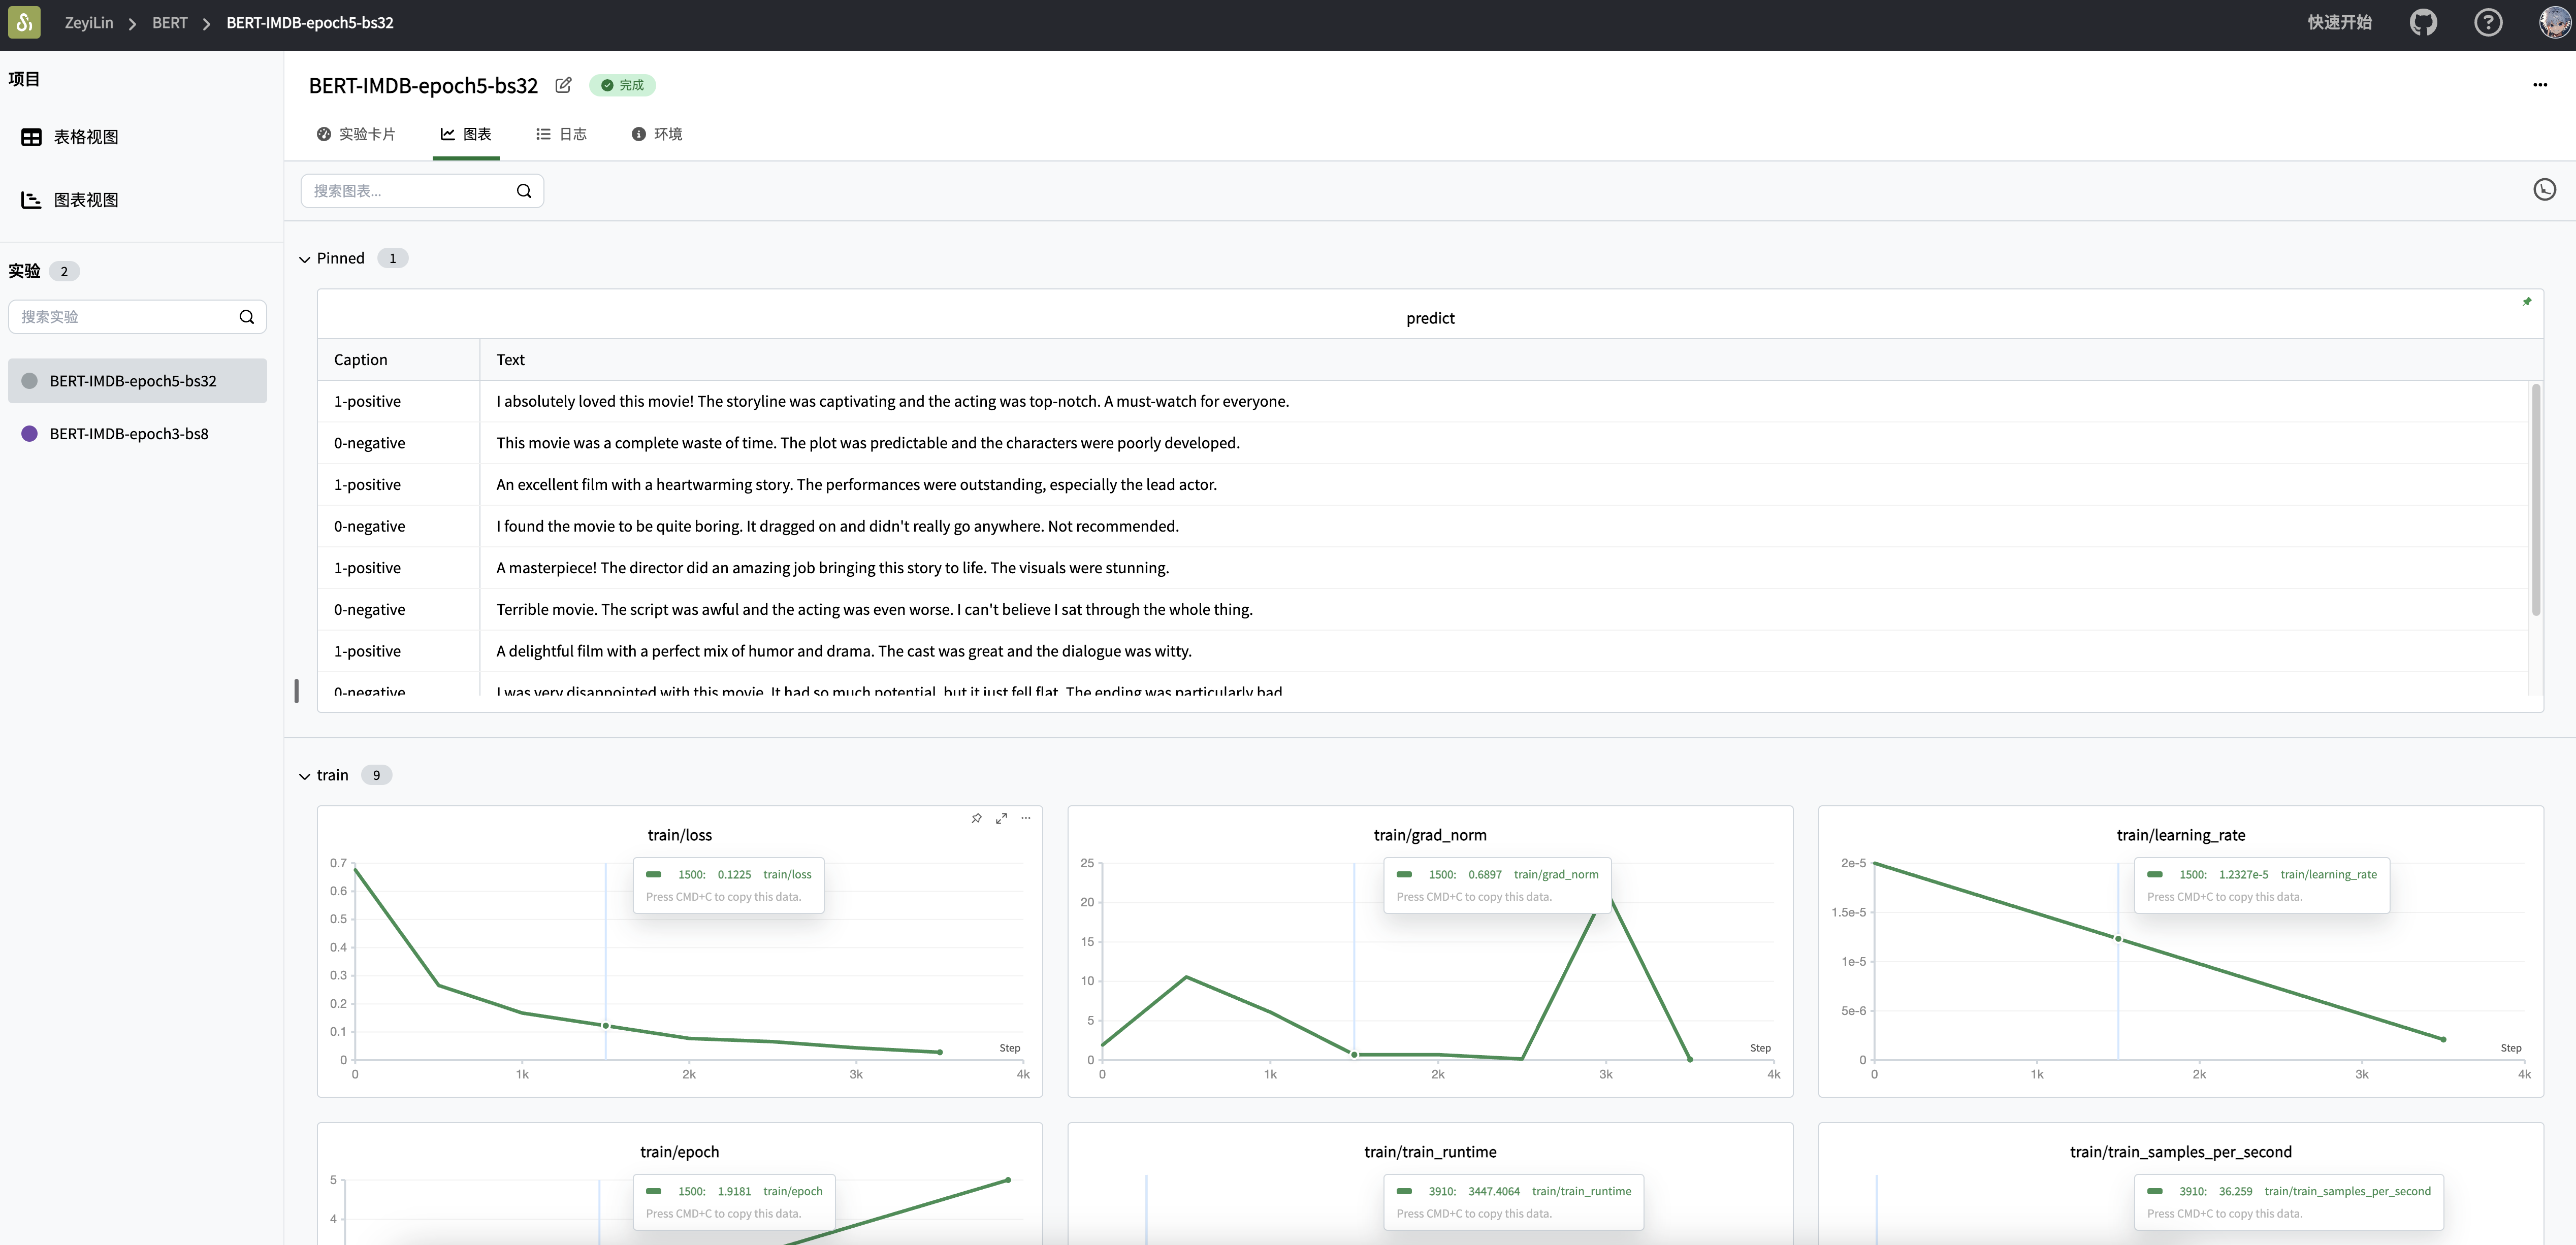 ZeyiLin > BERT > BERT-IMDB-epoch5-bs32
快速开始
项目
表格视图
图表视图
实验 2
搜索实验
BERT-IMDB-epoch5-bs32
BERT-IMDB-epoch3-bs8
BERT-IMDB-epoch5-bs32 完成
实验卡片 图表 日志 环境
搜索图表...
Pinned 1
predict
Caption Text
1-positive I absolutely loved this movie! The storyline was captivating and the acting was top-notch. A must-watch for everyone.
0-negative This movie was a complete waste of time. The plot was predictable and the characters were poorly developed.
1-positive An excellent film with a heartwarming story. The performances were outstanding, especially the lead actor.
0-negative I found the movie to be quite boring. It dragged on and didn't really go anywhere. Not recommended.
1-positive A masterpiece! The director did an amazing job bringing this story to life. The visuals were stunning.
0-negative Terrible movie. The script was awful and the acting was even worse. I can't believe I sat through the whole thing.
1-positive A delightful film with a perfect mix of humor and drama. The cast was great and the dialogue was witty.
0-negative I was very disappointed with this movie. It had so much potential, but it just fell flat. The ending was particularly bad
train 9
train/loss
0.7
0.6
0.5
0.4
0.3
0.2
0.1
0
1500: 0.1225 train/loss
Press CMD+C to copy this data.
Step
0 1k 2k 3k 4k
train/grad_norm
25
20
15
10
5
0
1500: 0.6897 train/grad_norm
Press CMD+C to copy this data.
Step
0 1k 2k 3k 4k
train/learning_rate
2e-5
1.5e-5
1e-5
5e-6
0
1500: 1.2327e-5 train/learning_rate
Press CMD+C to copy this data.
Step
0 1k 2k 3k 4k
train/epoch
5
4
1500: 1.9181 train/epoch
Press CMD+C to copy this data.
train/train_runtime
3910: 3447.4064 train/train_runtime
Press CMD+C to copy this data.
train/train_samples_per_second
3910: 36.259 train/train_samples_per_second
Press CMD+C to copy this data.